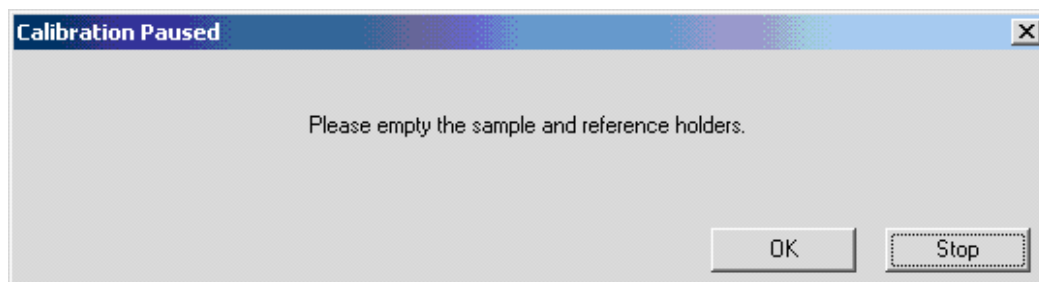 Calibration Paused
Please empty the sample and reference holders.
OK
Stop